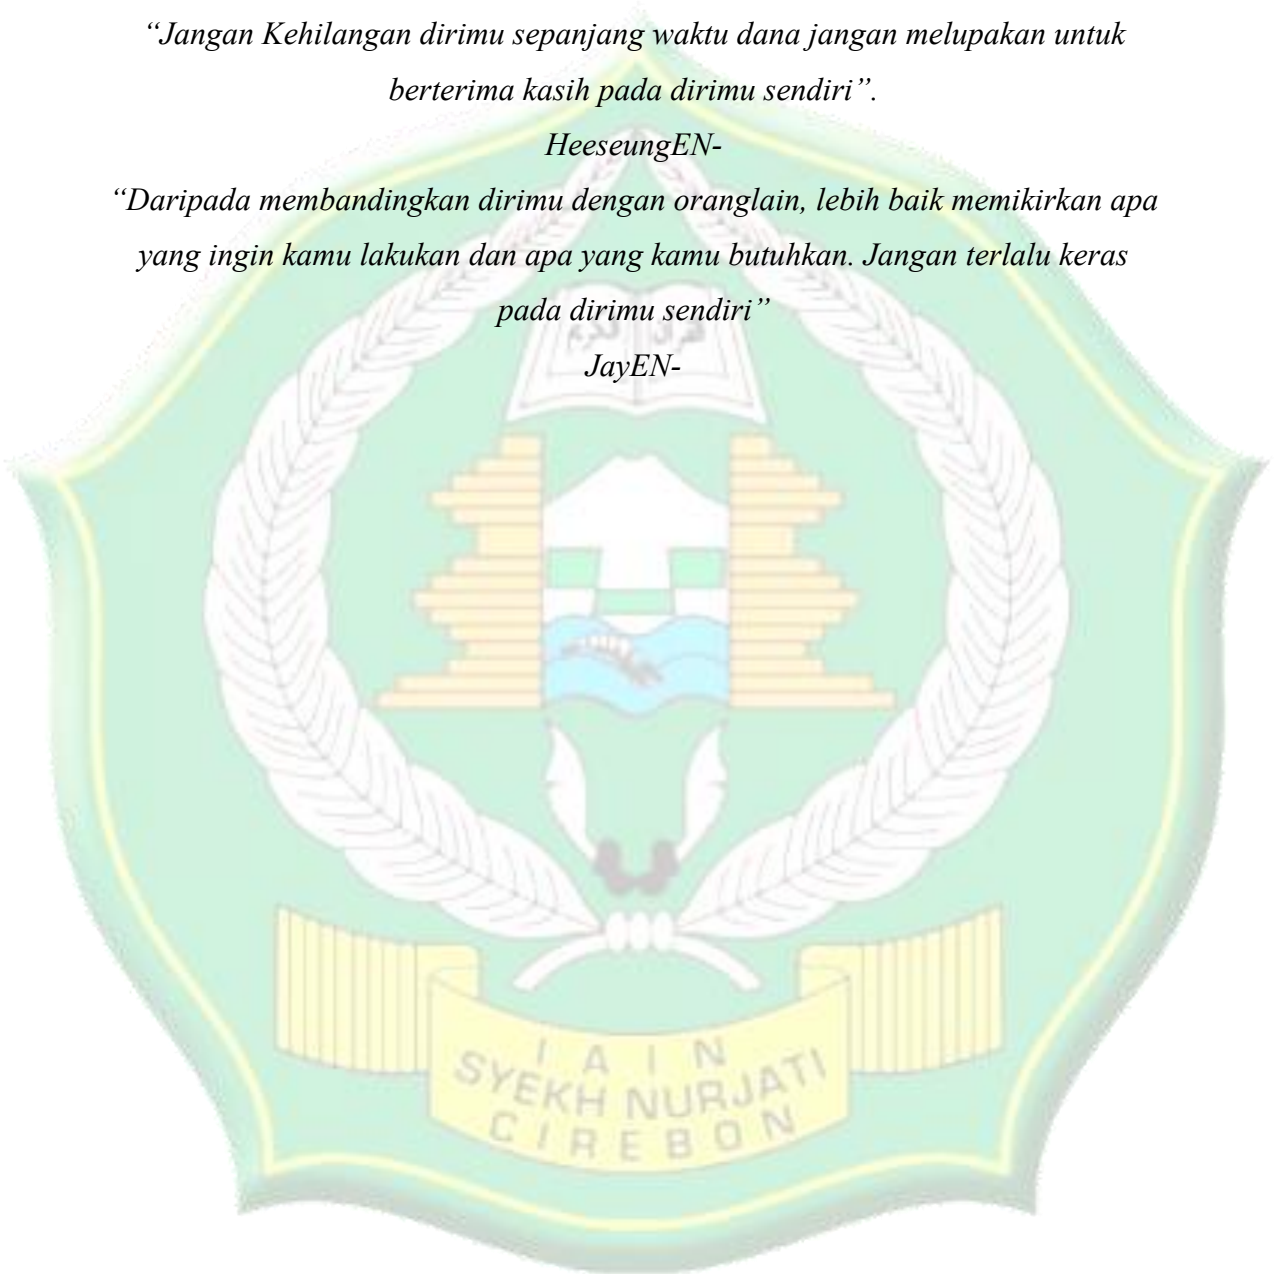 “Jangan Kehilangan dirimu sepanjang waktu dana jangan melupakan untuk
berterima kasih pada dirimu sendiri”.
HeeseungEN-
“Daripada membandingkan dirimu dengan oranglain, lebih baik memikirkan apa
yang ingin kamu lakukan dan apa yang kamu butuhkan. Jangan terlalu keras
pada dirimu sendiri”
JayEN-
IAIN
SYEKH NURJATI
CIREBON